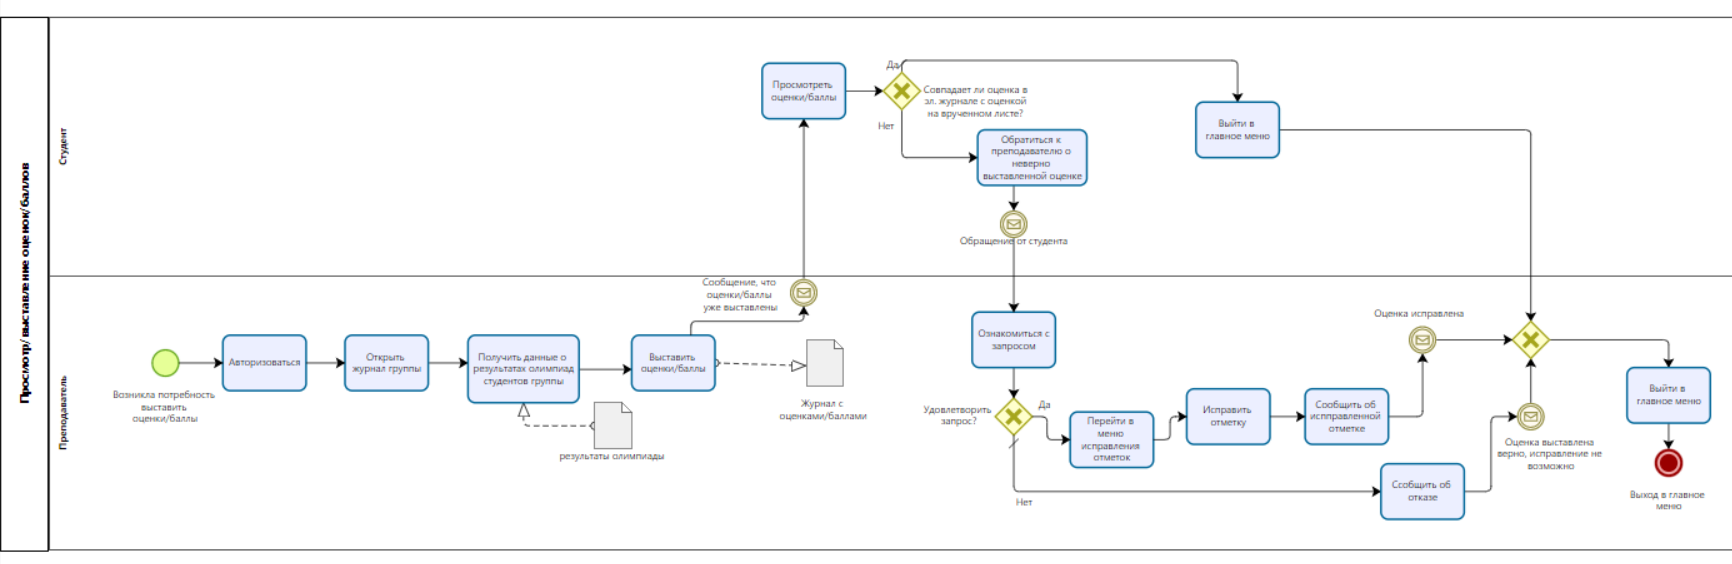 Просмотр/выставление оценок/баллов
Студент
Преподаватель
Просмотреть
оценки/баллы
Да
Совпадает ли оценка в
эл. журнале с оценкой
на врученном листе?
Нет
Обратиться к
преподавателю о
неверно
выставленной оценке
Обращение от студента
Выйти в
главное меню
Возникла потребность
выставить
оценки/баллы
Авторизоваться
Открыть
журнал группы
Получить данные о
результатах олимпиад
студентов группы
результаты олимпиады
Выставить
оценки/баллы
Сообщение, что
оценки/баллы
уже выставлены
Журнал с
оценками/баллами
Ознакомиться с
запросом
Удовлетворить
запрос?
Да
Нет
Перейти в
меню
исправления
отметок
Исправить
отметку
Сообщить об
испправленной
отметке
Оценка исправлена
Ссобщить об
отказе
Оценка выставлена
верно, исправление не
возможно
Выйти в
главное меню
Выход в главное
меню